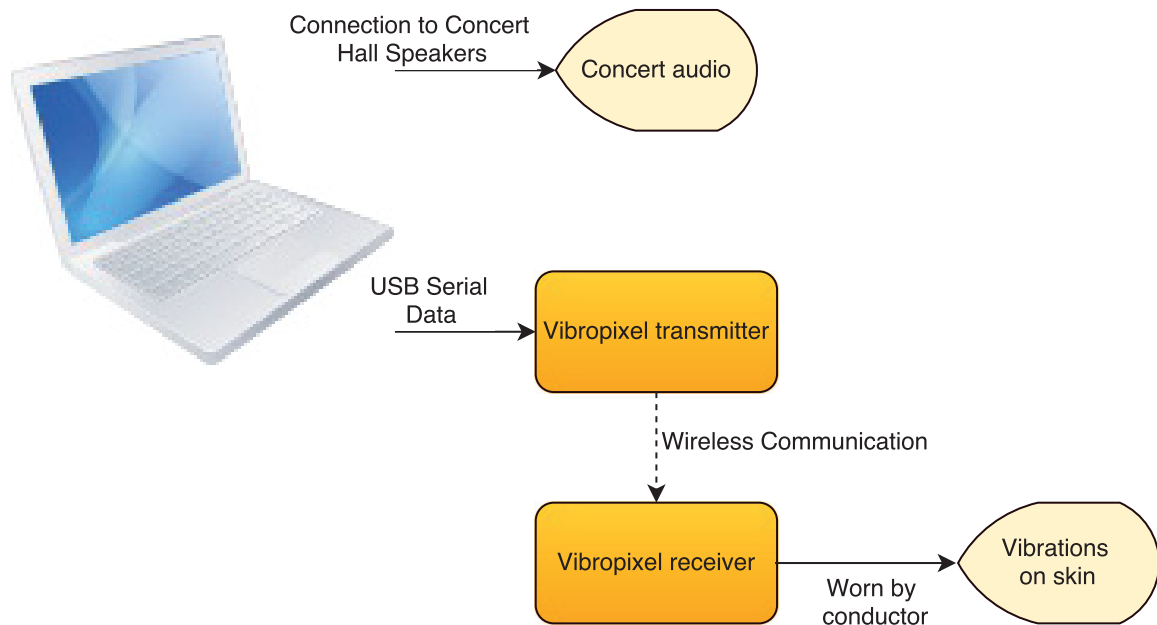 Connection to Concert
Hall Speakers
Concert audio
USB Serial
Data
Vibropixel transmitter
Wireless Communication
Vibropixel receiver
Worn by
conductor
Vibrations
on skin